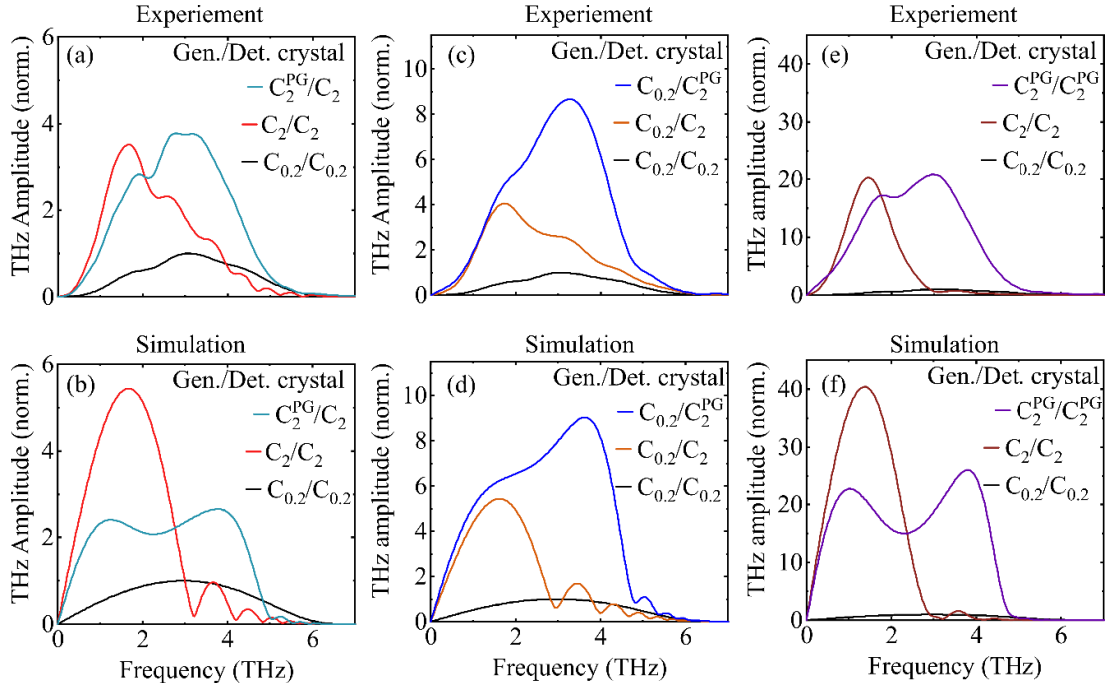 Experiement
(a)
Gen./Det. crystal
C₂ᴾᴳ/C₂
C₂/C₂
C₀.₂/C₀.₂
THz Amplitude (norm.)
6
4
2
0
Experiment
(c)
Gen./Det. crystal
C₀.₂/C₂ᴾᴳ
C₀.₂/C₂
C₀.₂/C₀.₂
THz Amplitude (norm.)
10
8
6
4
2
0
Experiment
(e)
Gen./Det. crystal
C₂ᴾᴳ/C₂ᴾᴳ
C₂/C₂
C₀.₂/C₀.₂
THz amplitude (norm.)
40
30
20
10
0
Simulation
(b)
Gen./Det. crystal
C₂ᴾᴳ/C₂
C₂/C₂
C₀.₂/C₀.₂
THz Amplitude (norm.)
6
5
4
3
2
1
0
0 2 4 6
Frequency (THz)
Simulation
(d)
Gen./Det. crystal
C₀.₂/C₂ᴾᴳ
C₀.₂/C₂
C₀.₂/C₀.₂
THz amplitude (norm.)
10
8
6
4
2
0
0 2 4 6
Frequency (THz)
Simulation
(f)
Gen./Det. crystal
C₂ᴾᴳ/C₂ᴾᴳ
C₂/C₂
C₀.₂/C₀.₂
THz amplitude (norm.)
40
30
20
10
0
0 2 4 6
Frequency (THz)